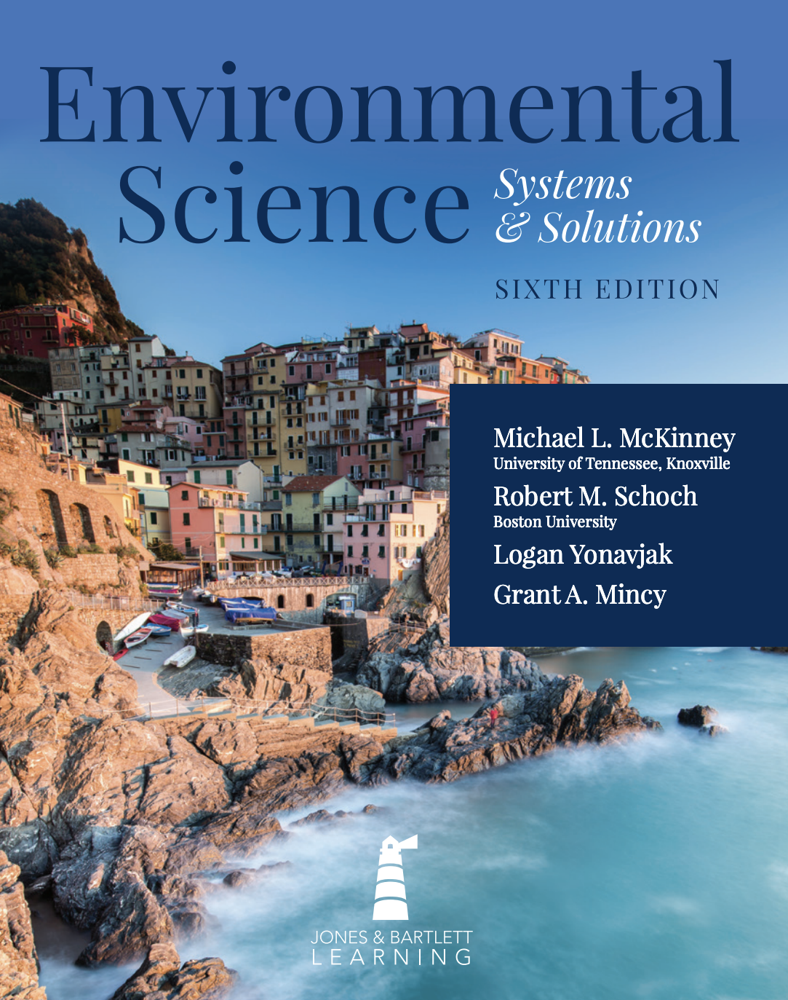 Environmental
Science
Systems
& Solutions
SIXTH EDITION
Michael L. McKinney
University of Tennessee, Knoxville
Robert M. Schoch
Boston University
Logan Yonavjak
Grant A. Mincy
JONES & BARTLETT
LEARNING